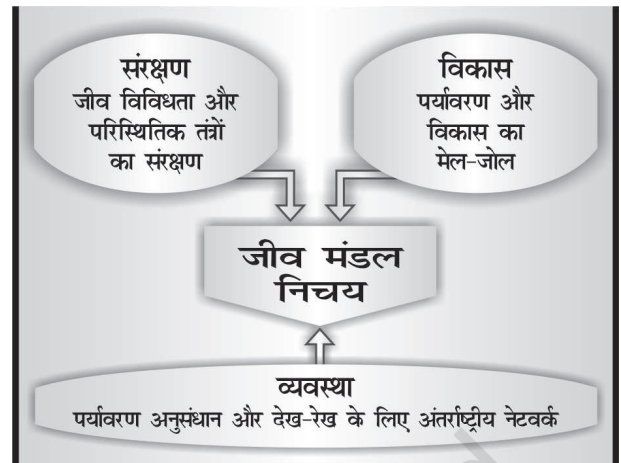 संरक्षण
जीव विविधता और
परिस्थितिक तंत्रों
का संरक्षण
विकास
पर्यावरण और
विकास का
मेल-जोल
जीव मंडल
निचय
व्यवस्था
पर्यावरण अनुसंधान और देख-रेख के लिए अंतर्राष्ट्रीय नेटवर्क